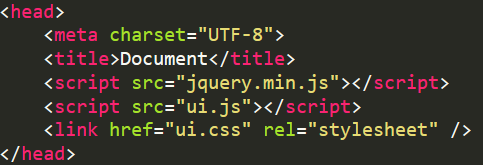 <head>
<meta charset="UTF-8">
<title>Document</title>
<script src="jquery.min.js"></script>
<script src="ui.js"></script>
<link href="ui.css" rel="stylesheet" />
</head>